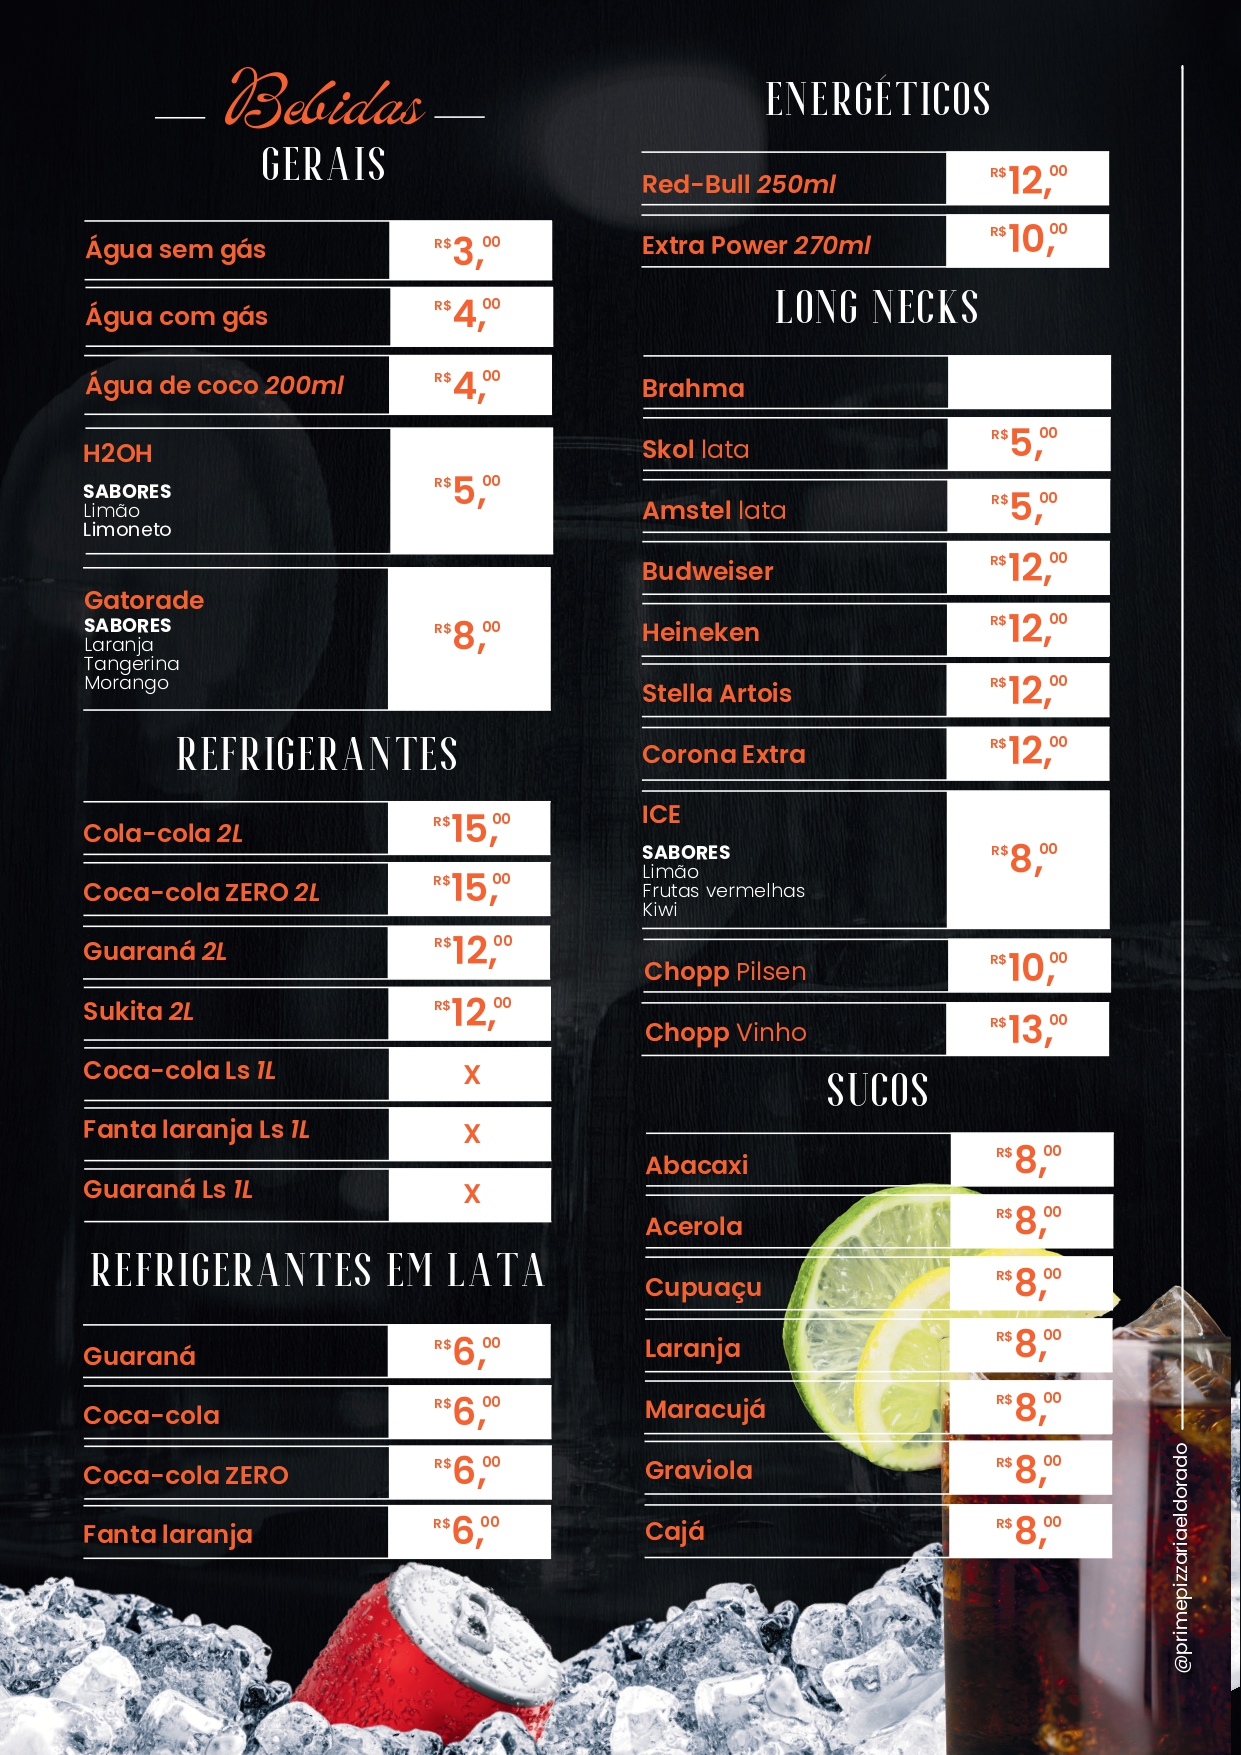 Bebidas
GERAIS
Água sem gás R$3,00
Água com gás R$4,00
Água de coco 200ml R$4,00
H2OH R$5,00
SABORES
Limão
Limoneto
Gatorade R$8,00
SABORES
Laranja
Tangerina
Morango
REFRIGERANTES
Cola-cola 2L R$15,00
Coca-cola ZERO 2L R$15,00
Guaraná 2L R$12,00
Sukita 2L R$12,00
Coca-cola Ls 1L X
Fanta laranja Ls 1L X
Guaraná Ls 1L X
REFRIGERANTES EM LATA
Guaraná R$6,00
Coca-cola R$6,00
Coca-cola ZERO R$6,00
Fanta laranja R$6,00
ENERGÉTICOS
Red-Bull 250ml R$12,00
Extra Power 270ml R$10,00
LONG NECKS
Brahma
Skol lata R$5,00
Amstel lata R$5,00
Budweiser R$12,00
Heineken R$12,00
Stella Artois R$12,00
Corona Extra R$12,00
ICE R$8,00
SABORES
Limão
Frutas vermelhas
Kiwi
Chopp Pilsen R$10,00
Chopp Vinho R$13,00
SUCOS
Abacaxi R$8,00
Acerola R$8,00
Cupuaçu R$8,00
Laranja R$8,00
Maracujá R$8,00
Graviola R$8,00
Cajá R$8,00
@primepizzariaeldorado